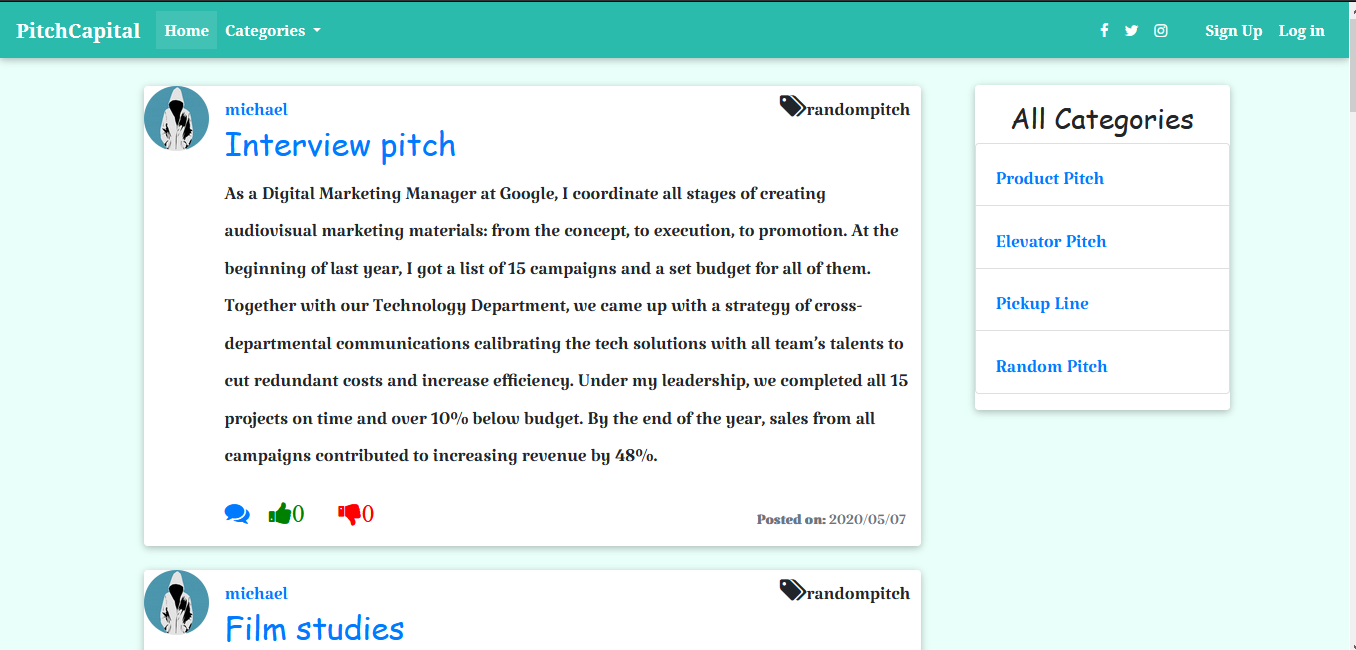 PitchCapital Home Categories Sign Up Log in
michael randompitch
Interview pitch
As a Digital Marketing Manager at Google, I coordinate all stages of creating
audiovisual marketing materials: from the concept, to execution, to promotion. At the
beginning of last year, I got a list of 15 campaigns and a set budget for all of them.
Together with our Technology Department, we came up with a strategy of cross-
departmental communications calibrating the tech solutions with all team’s talents to
cut redundant costs and increase efficiency. Under my leadership, we completed all 15
projects on time and over 10% below budget. By the end of the year, sales from all
campaigns contributed to increasing revenue by 48%.
0 0 Posted on: 2020/05/07
michael randompitch
Film studies
All Categories
Product Pitch
Elevator Pitch
Pickup Line
Random Pitch